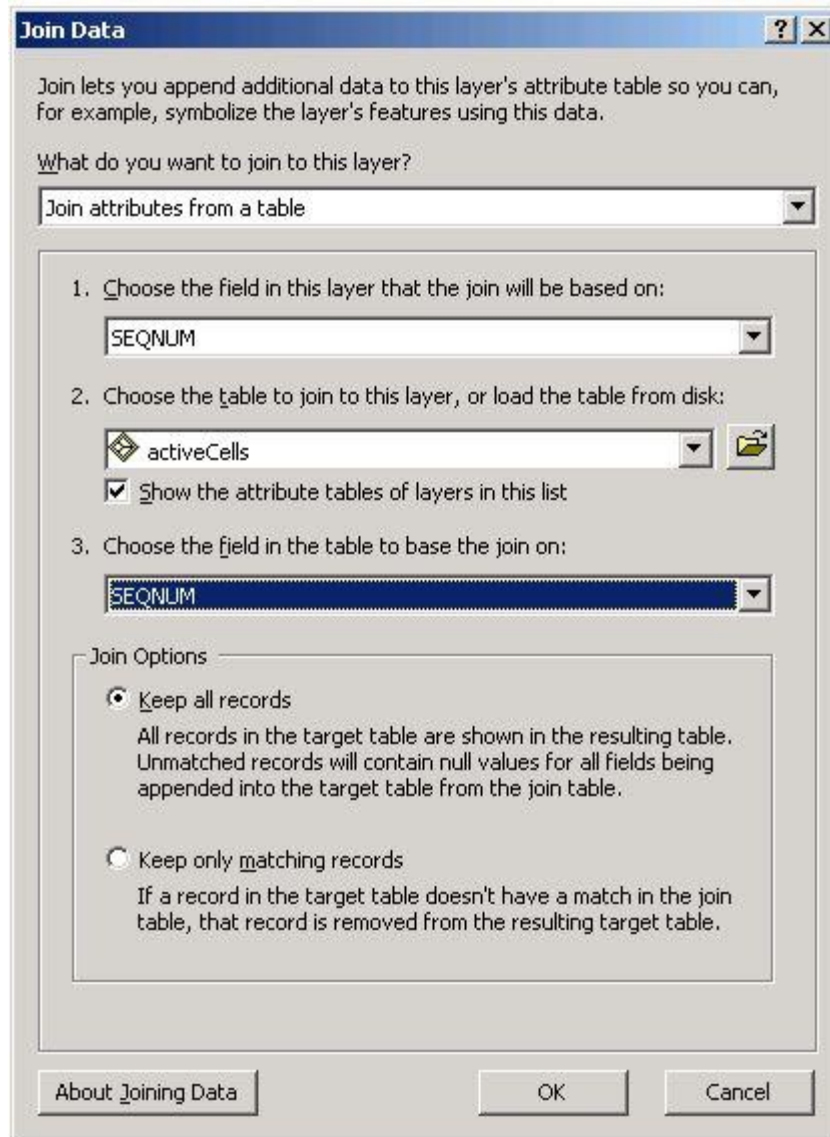 Join Data
Join lets you append additional data to this layer's attribute table so you can,
for example, symbolize the layer's features using this data.
What do you want to join to this layer?
Join attributes from a table
1. Choose the field in this layer that the join will be based on:
SEQNUM
2. Choose the table to join to this layer, or load the table from disk:
activeCells
Show the attribute tables of layers in this list
3. Choose the field in the table to base the join on:
SEQNUM
Join Options
Keep all records
All records in the target table are shown in the resulting table.
Unmatched records will contain null values for all fields being
appended into the target table from the join table.
Keep only matching records
If a record in the target table doesn't have a match in the join
table, that record is removed from the resulting target table.
About Joining Data
OK
Cancel